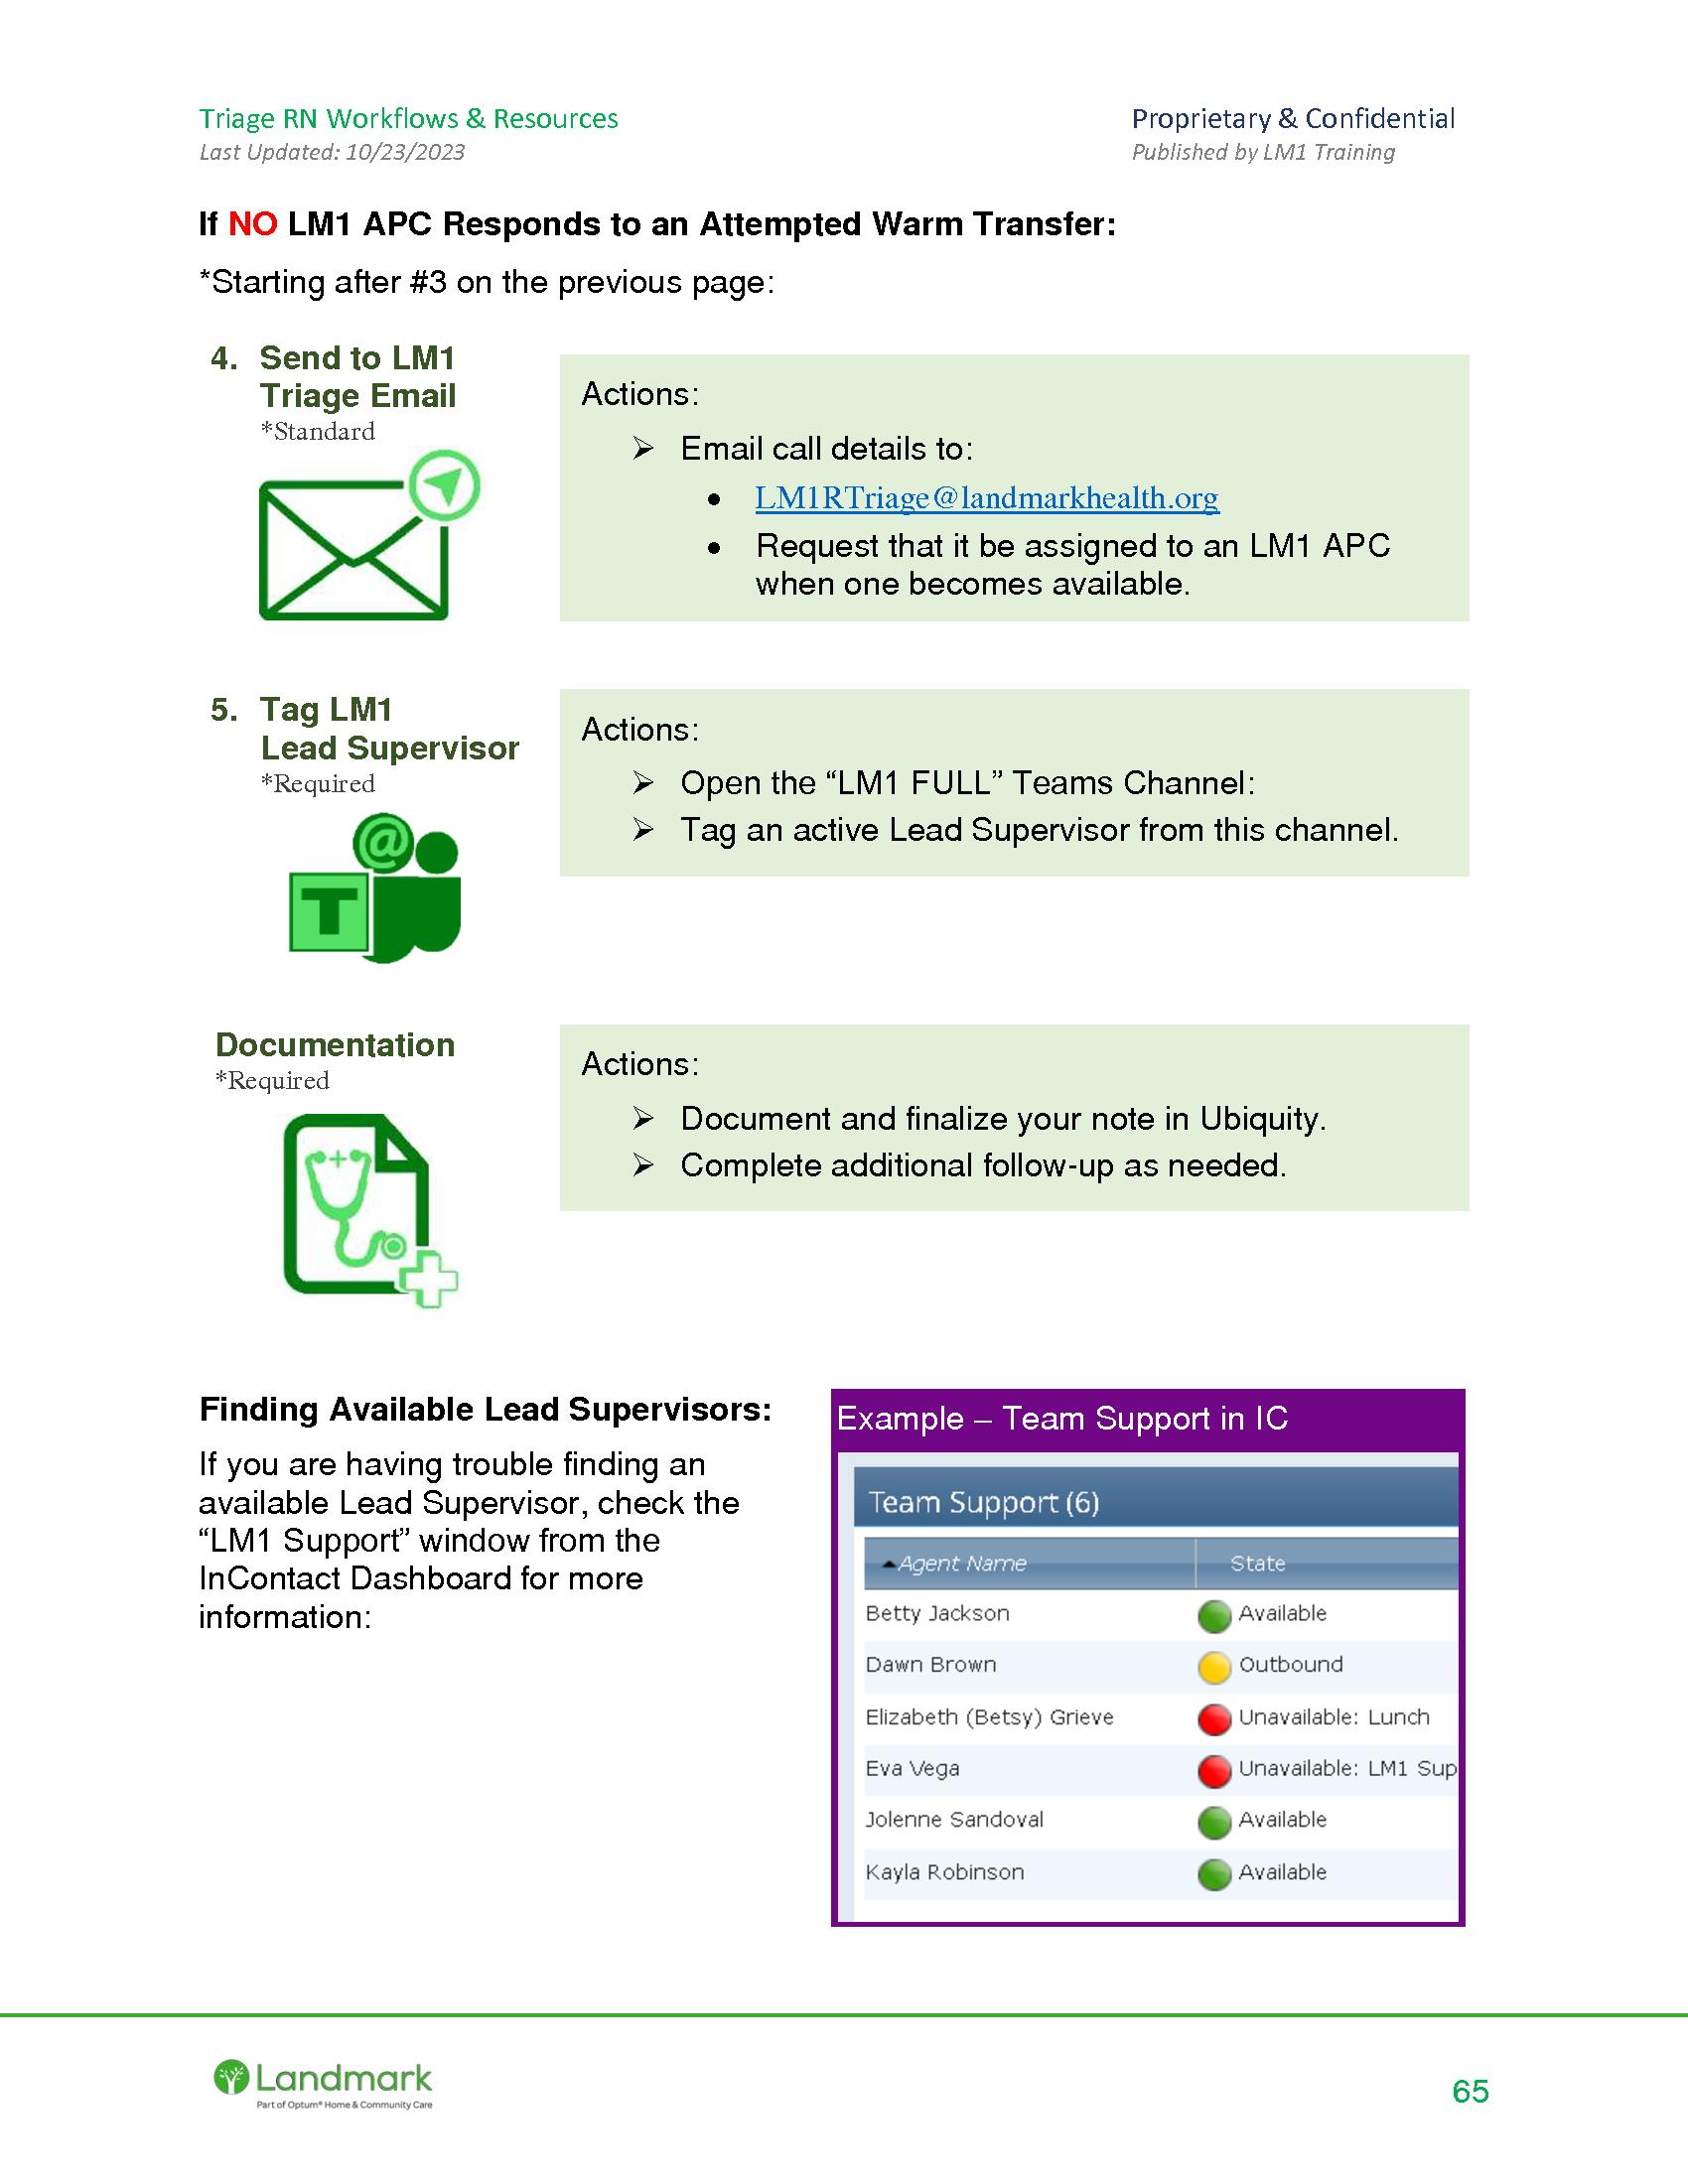 Triage RN Workflows & Resources
Proprietary & Confidential
Last Updated: 10/23/2023
Published by LM1 Training
If NO LM1 APC Responds to an Attempted Warm Transfer:
*Starting after #3 on the previous page:
4. Send to LM1
Triage Email
*Standard
Actions:
➢ Email call details to:
• LM1RTriage@landmarkhealth.org
• Request that it be assigned to an LM1 APC
when one becomes available.
5. Tag LM1
Lead Supervisor
*Required
@
T
Actions:
➢ Open the “LM1 FULL” Teams Channel:
➢ Tag an active Lead Supervisor from this channel.
Documentation
*Required
Actions:
➢ Document and finalize your note in Ubiquity.
➢ Complete additional follow-up as needed.
Finding Available Lead Supervisors:
If you are having trouble finding an
available Lead Supervisor, check the
“LM1 Support” window from the
InContact Dashboard for more
information:
Example – Team Support in IC
Team Support (6)
Agent Name State
Betty Jackson Available
Dawn Brown Outbound
Elizabeth (Betsy) Grieve Unavailable: Lunch
Eva Vega Unavailable: LM1 Sup
Jolenne Sandoval Available
Kayla Robinson Available
Landmark
Part of Optum® Home & Community Care
65